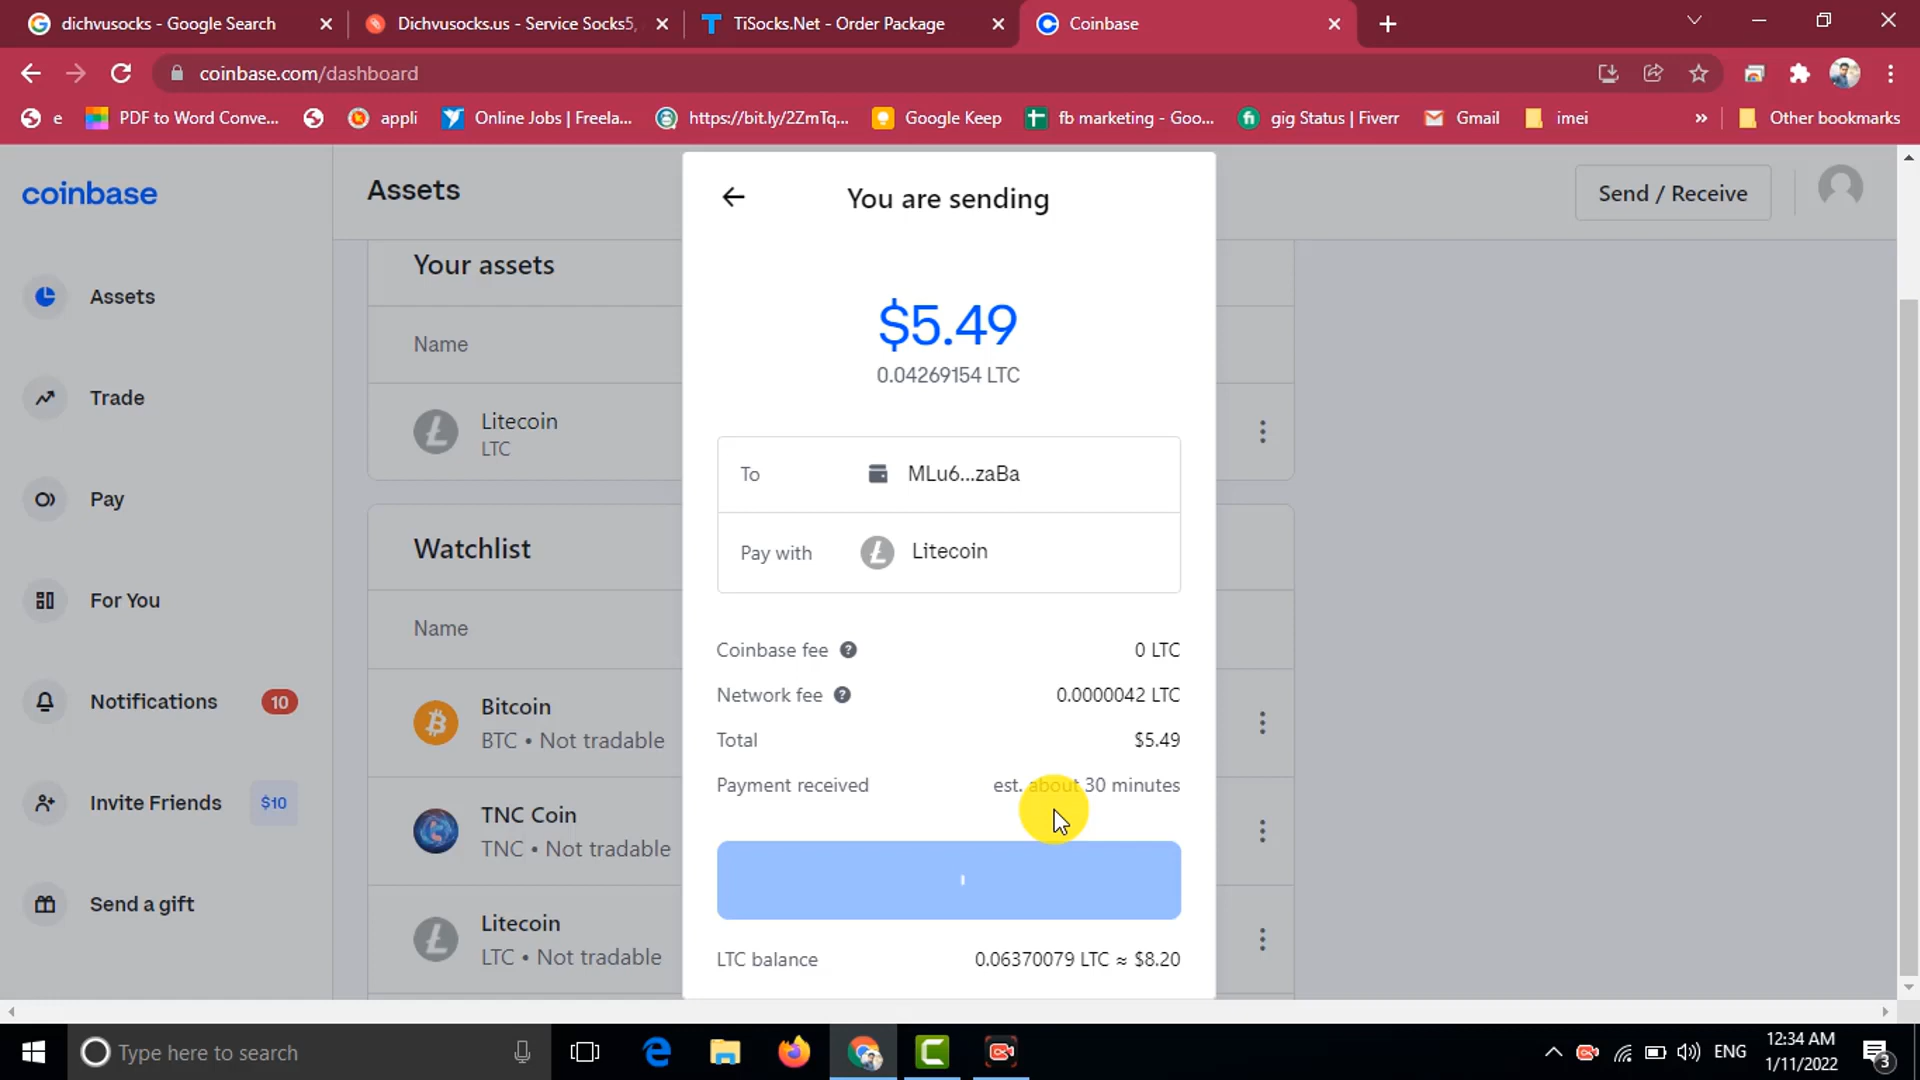 dichvusocks - Google Search
Dichvusocks.us - Service Socks5,
TiSocks.Net - Order Package
Coinbase
coinbase.com/dashboard
e
PDF to Word Conve...
appli
Online Jobs | Freela...
https://bit.ly/2ZmTq...
Google Keep
fb marketing - Goo...
gig Status | Fiverr
Gmail
imei
»
Other bookmarks
coinbase
Assets
Send / Receive
Assets
Trade
Pay
For You
Notifications
10
Invite Friends
$10
Send a gift
Your assets
Name
Litecoin
LTC
Watchlist
Name
Bitcoin
BTC • Not tradable
TNC Coin
TNC • Not tradable
Litecoin
LTC • Not tradable
You are sending
$5.49
0.04269154 LTC
To
MLu6...zaBa
Pay with
Litecoin
Coinbase fee ?
0 LTC
Network fee ?
0.0000042 LTC
Total
$5.49
Payment received
est. about 30 minutes
LTC balance
0.06370079 LTC ≈ $8.20
Type here to search
ENG
12:34 AM
1/11/2022
3